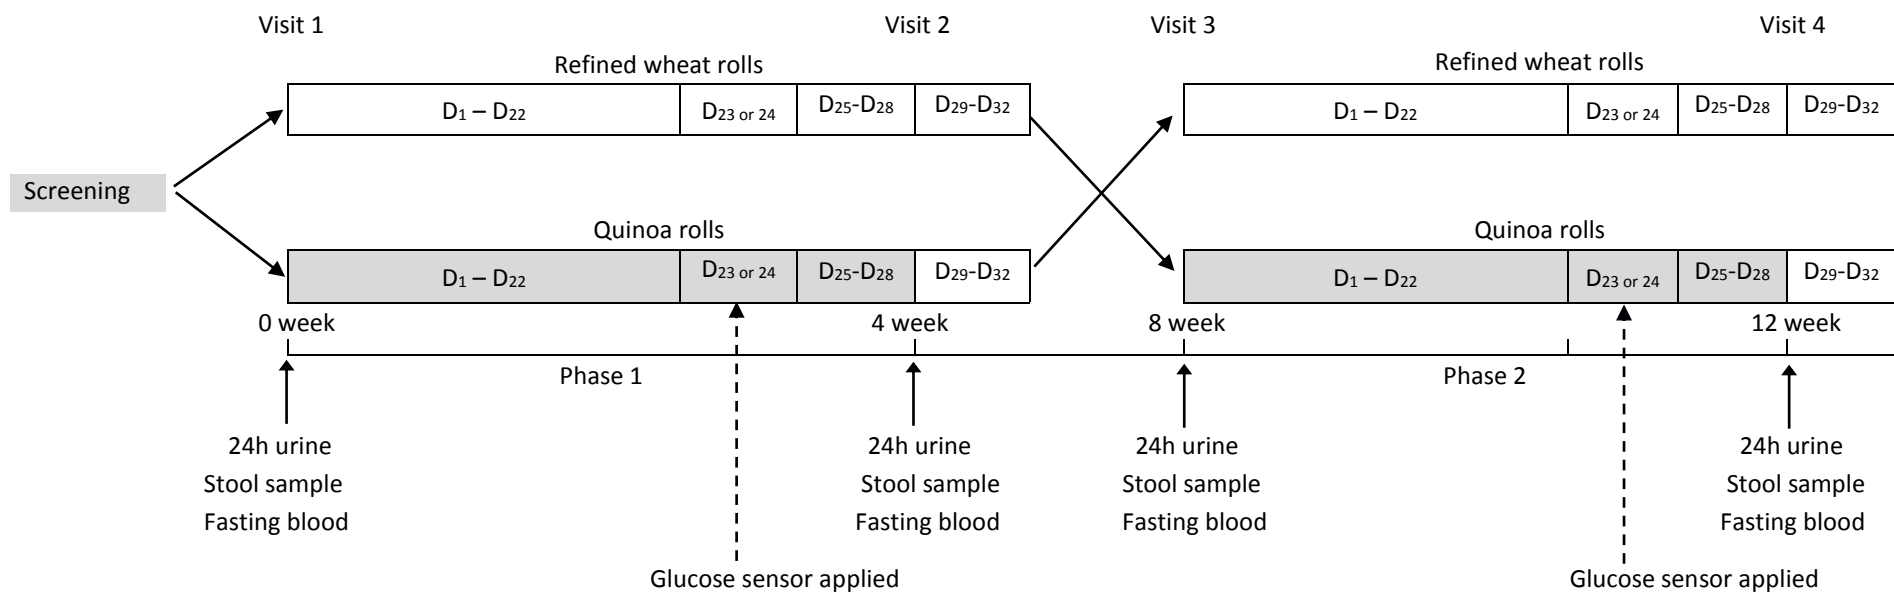 Visit 1 Visit 2 Visit 3 Visit 4
Refined wheat rolls Refined wheat rolls
D1 – D22 D23 or 24 D25-D28 D29-D32 D1 – D22 D23 or 24 D25-D28 D29-D32
Screening
Quinoa rolls Quinoa rolls
D1 – D22 D23 or 24 D25-D28 D29-D32 D1 – D22 D23 or 24 D25-D28 D29-D32
0 week 4 week 8 week 12 week
Phase 1 Phase 2
24h urine 24h urine 24h urine 24h urine
Stool sample Stool sample Stool sample Stool sample
Fasting blood Fasting blood Fasting blood Fasting blood
Glucose sensor applied Glucose sensor applied